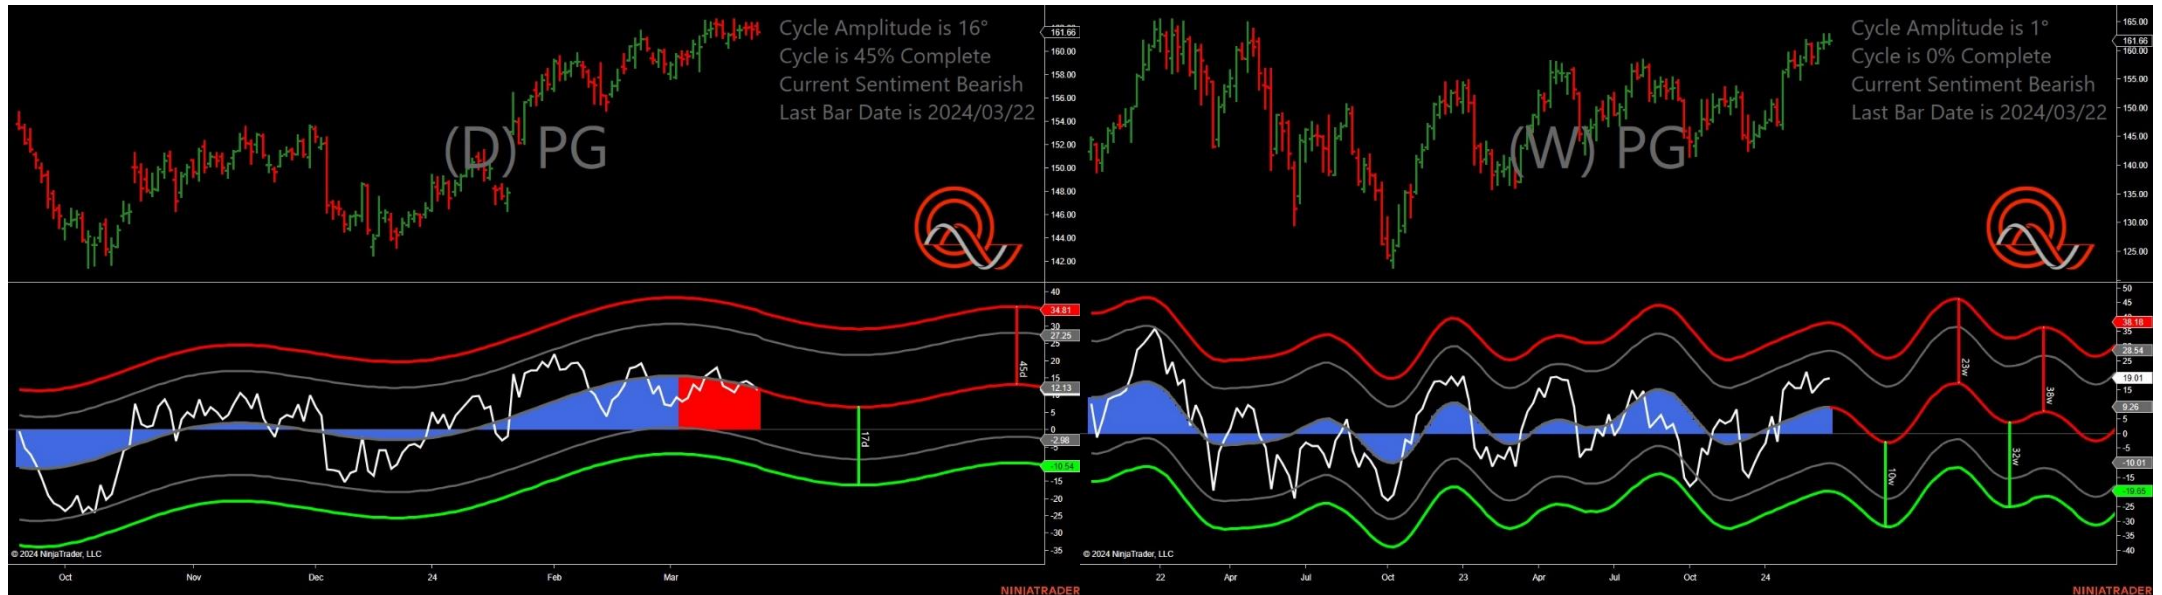 Cycle Amplitude is 16°
Cycle is 45% Complete
Current Sentiment Bearish
Last Bar Date is 2024/03/22
(D) PG
161.66
160.00
158.00
156.00
154.00
152.00
150.00
148.00
146.00
144.00
142.00
40
34.81
30
27.25
25
20
15
12.13
5
0
-2.98
-10.54
-15
-20
-25
-30
-35
45d
17d
© 2024 NinjaTrader, LLC
Oct
Nov
Dec
24
Feb
Mar
NINJATRADER
Cycle Amplitude is 1°
Cycle is 0% Complete
Current Sentiment Bearish
Last Bar Date is 2024/03/22
(W) PG
165.00
161.66
160.00
155.00
150.00
145.00
140.00
135.00
130.00
125.00
50
45
38.18
35
28.54
25
19.01
15
9.26
5
0
-5
-10.01
-15
-19.65
-25
-30
-35
-40
23w
38w
10w
32w
© 2024 NinjaTrader, LLC
22
Apr
Jul
Oct
23
Apr
Jul
Oct
24
NINJATRADER